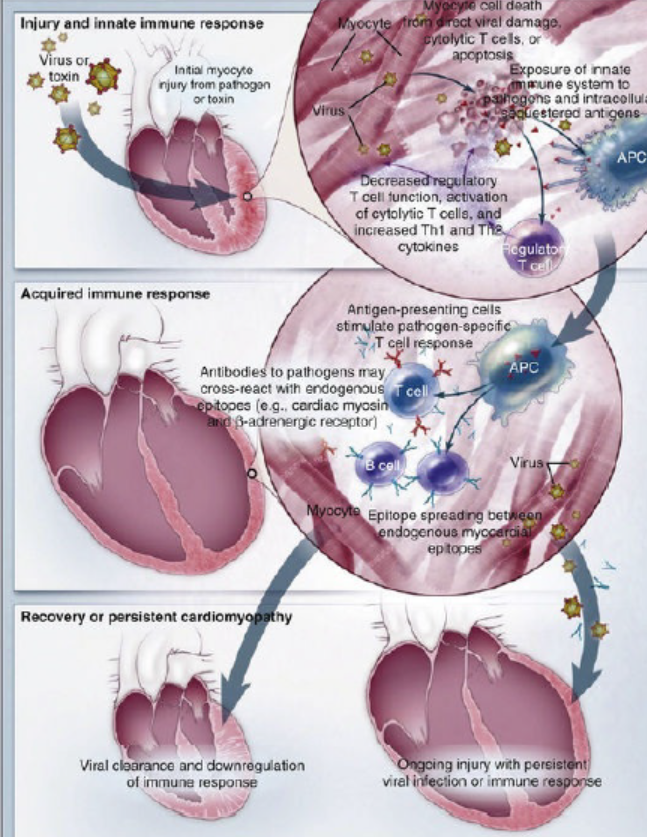 Injury and innate immune response
Virus or
toxin
Initial myocyte
injury from pathogen
or toxin
Myocyte
Myocyte cell death
from direct viral damage,
cytolytic T cells, or
apoptosis
Virus
Exposure of innate
immune system to
pathogens and intracellula
sequestered antigens
APC
Decreased regulatory
T cell function, activation
of cytolytic T cells, and
increased Th1 and Th2
cytokines
Regulator
T cell
Acquired immune response
Antigen-presenting cells
stimulate pathogen-specific
T cell response
APC
Antibodies to pathogens may
cross-react with endogenous
epitopes (e.g., cardiac myosin
and β-adrenergic receptor)
T cell
B cell
Virus
Myocyte
Epitope spreading between
endogenous myocardial
epitopes
Recovery or persistent cardiomyopathy
Viral clearance and downregulation
of immune response
Ongoing injury with persistent
viral infection or immune response